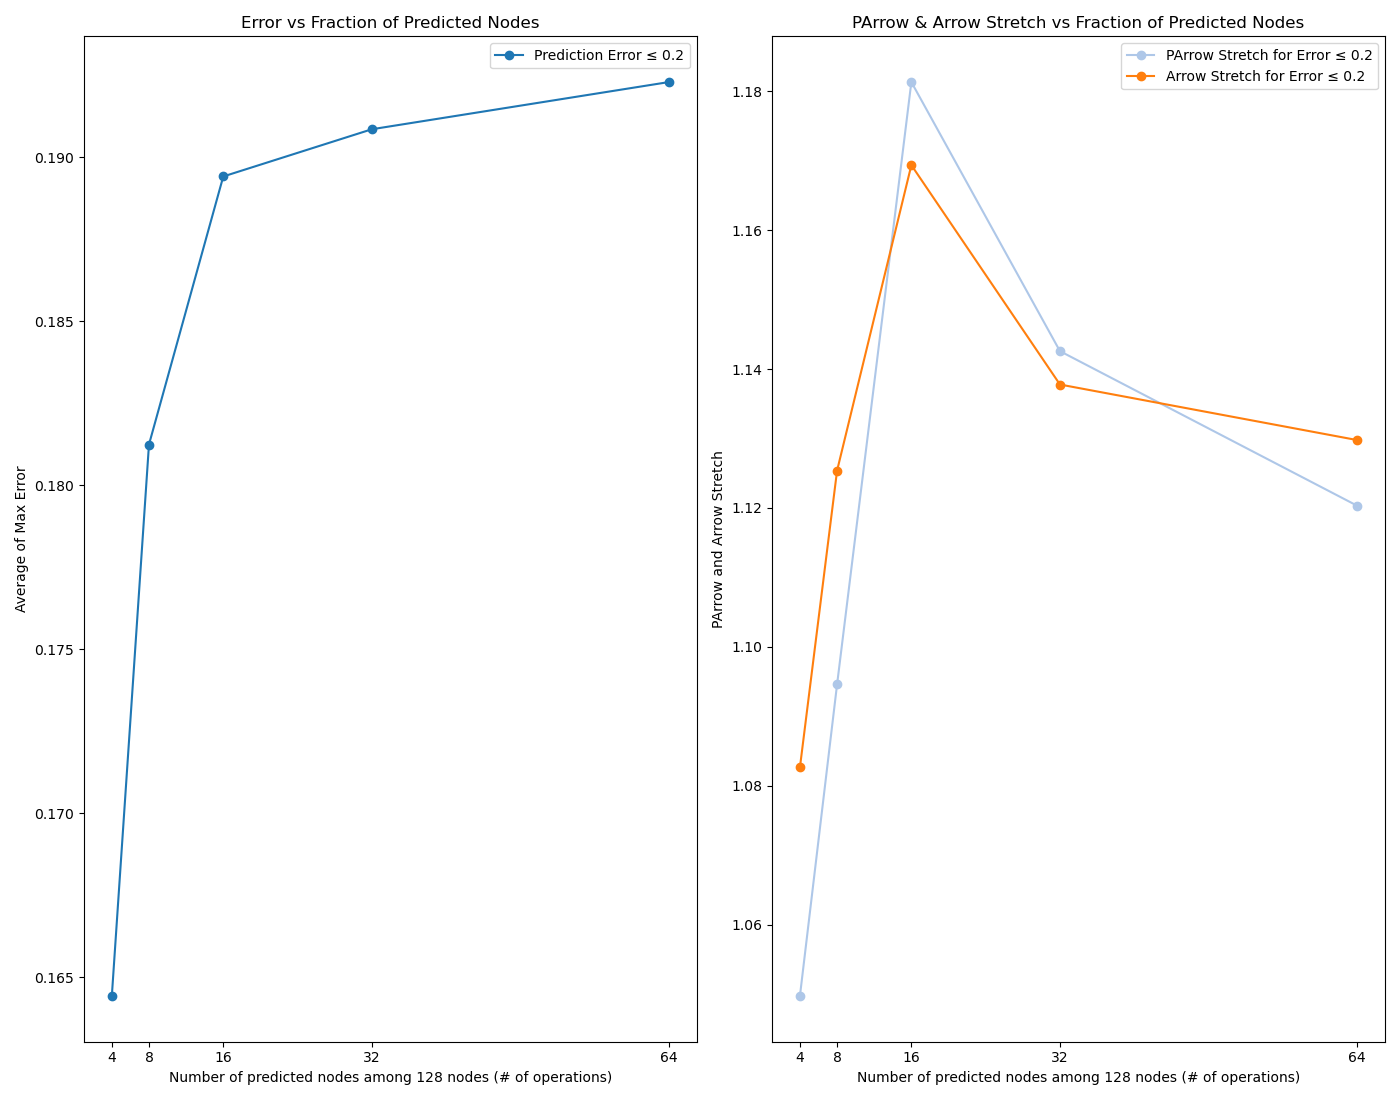 Error vs Fraction of Predicted Nodes
Prediction Error ≤ 0.2
Average of Max Error
0.190
0.185
0.180
0.175
0.170
0.165
4 8 16 32 64
Number of predicted nodes among 128 nodes (# of operations)
PArrow & Arrow Stretch vs Fraction of Predicted Nodes
PArrow Stretch for Error ≤ 0.2
Arrow Stretch for Error ≤ 0.2
PArrow and Arrow Stretch
1.18
1.16
1.14
1.12
1.10
1.08
1.06
4 8 16 32 64
Number of predicted nodes among 128 nodes (# of operations)